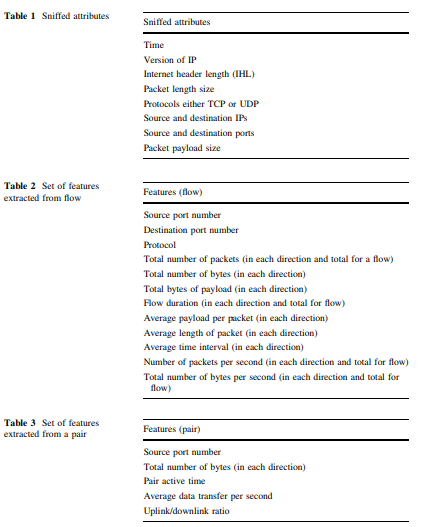 Table 1 Sniffed attributes
Sniffed attributes
Time
Version of IP
Internet header length (IHL)
Packet length size
Protocols either TCP or UDP
Source and destination IPs
Source and destination ports
Packet payload size
Table 2 Set of features
extracted from flow
Features (flow)
Source port number
Destination port number
Protocol
Total number of packets (in each direction and total for a flow)
Total number of bytes (in each direction)
Total bytes of payload (in each direction)
Flow duration (in each direction and total for flow)
Average payload per packet (in each direction)
Average length of packet (in each direction)
Average time interval (in each direction)
Number of packets per second (in each direction and total for flow)
Total number of bytes per second (in each direction and total for
flow)
Table 3 Set of features
extracted from a pair
Features (pair)
Source port number
Total number of bytes (in each direction)
Pair active time
Average data transfer per second
Uplink/downlink ratio